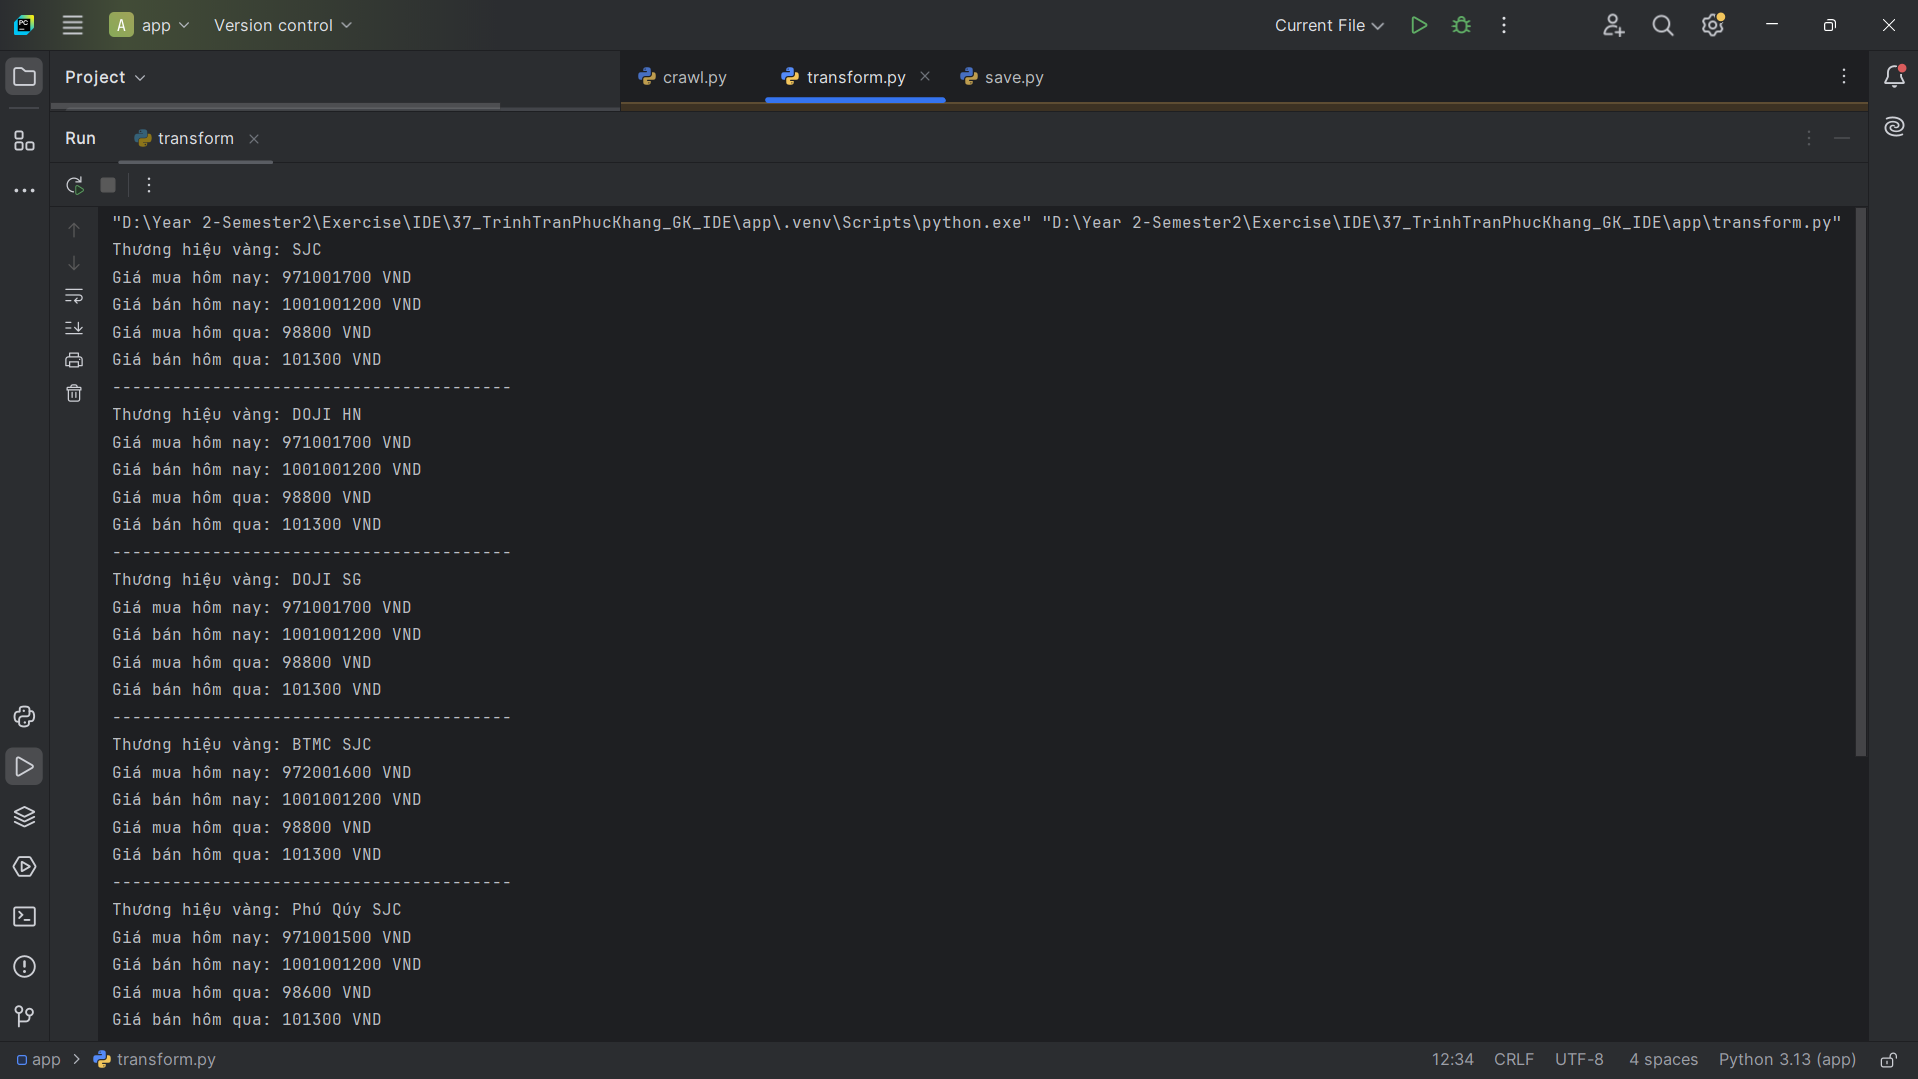 PC
A app Version control Current File
Project
crawl.py transform.py save.py
Run transform
"D:\Year 2-Semester2\Exercise\IDE\37_TrinhTranPhucKhang_GK_IDE\app\.venv\Scripts\python.exe" "D:\Year 2-Semester2\Exercise\IDE\37_TrinhTranPhucKhang_GK_IDE\app\transform.py"
Thương hiệu vàng: SJC
Giá mua hôm nay: 971001700 VND
Giá bán hôm nay: 1001001200 VND
Giá mua hôm qua: 98800 VND
Giá bán hôm qua: 101300 VND
----------------------------------------
Thương hiệu vàng: DOJI HN
Giá mua hôm nay: 971001700 VND
Giá bán hôm nay: 1001001200 VND
Giá mua hôm qua: 98800 VND
Giá bán hôm qua: 101300 VND
----------------------------------------
Thương hiệu vàng: DOJI SG
Giá mua hôm nay: 971001700 VND
Giá bán hôm nay: 1001001200 VND
Giá mua hôm qua: 98800 VND
Giá bán hôm qua: 101300 VND
----------------------------------------
Thương hiệu vàng: BTMC SJC
Giá mua hôm nay: 972001600 VND
Giá bán hôm nay: 1001001200 VND
Giá mua hôm qua: 98800 VND
Giá bán hôm qua: 101300 VND
----------------------------------------
Thương hiệu vàng: Phú Qúy SJC
Giá mua hôm nay: 971001500 VND
Giá bán hôm nay: 1001001200 VND
Giá mua hôm qua: 98600 VND
Giá bán hôm qua: 101300 VND
app > transform.py 12:34 CRLF UTF-8 4 spaces Python 3.13 (app)